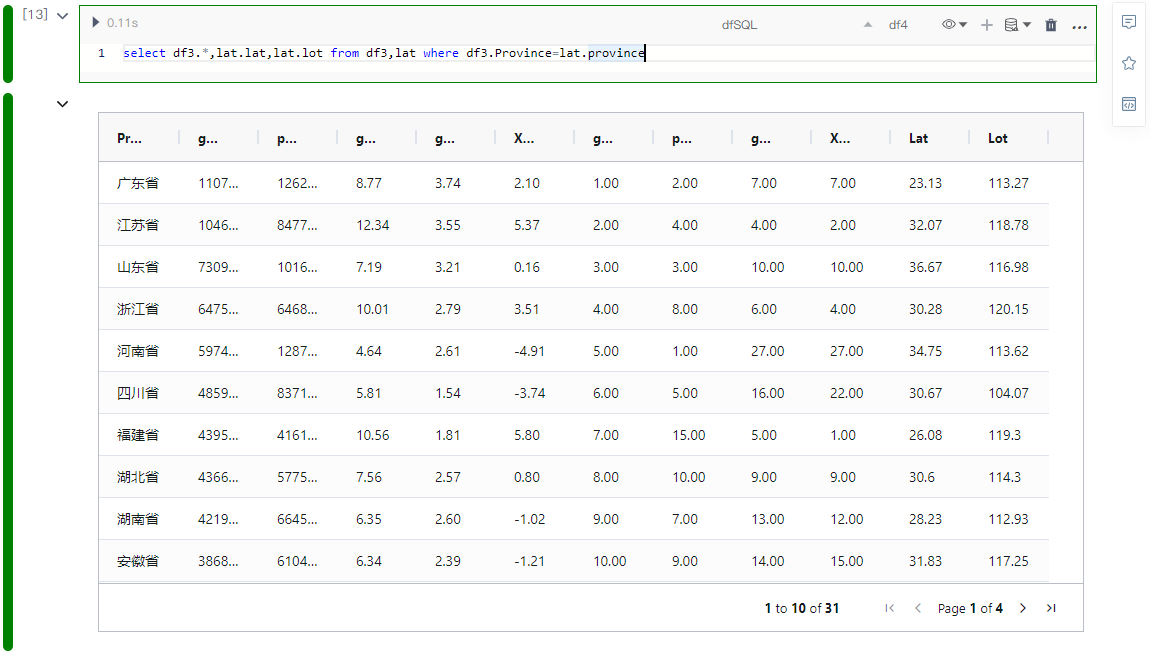 [13] 0.11s dfSQL df4
1 select df3.*,lat.lat,lat.lot from df3,lat where df3.Province=lat.province
Pr... g... p... g... g... X... g... p... g... X... Lat Lot
广东省 1107... 1262... 8.77 3.74 2.10 1.00 2.00 7.00 7.00 23.13 113.27
江苏省 1046... 8477... 12.34 3.55 5.37 2.00 4.00 4.00 2.00 32.07 118.78
山东省 7309... 1016... 7.19 3.21 0.16 3.00 3.00 10.00 10.00 36.67 116.98
浙江省 6475... 6468... 10.01 2.79 3.51 4.00 8.00 6.00 4.00 30.28 120.15
河南省 5974... 1287... 4.64 2.61 -4.91 5.00 1.00 27.00 27.00 34.75 113.62
四川省 4859... 8371... 5.81 1.54 -3.74 6.00 5.00 16.00 22.00 30.67 104.07
福建省 4395... 4161... 10.56 1.81 5.80 7.00 15.00 5.00 1.00 26.08 119.3
湖北省 4366... 5775... 7.56 2.57 0.80 8.00 10.00 9.00 9.00 30.6 114.3
湖南省 4219... 6645... 6.35 2.60 -1.02 9.00 7.00 13.00 12.00 28.23 112.93
安徽省 3868... 6104... 6.34 2.39 -1.21 10.00 9.00 14.00 15.00 31.83 117.25
1 to 10 of 31 Page 1 of 4